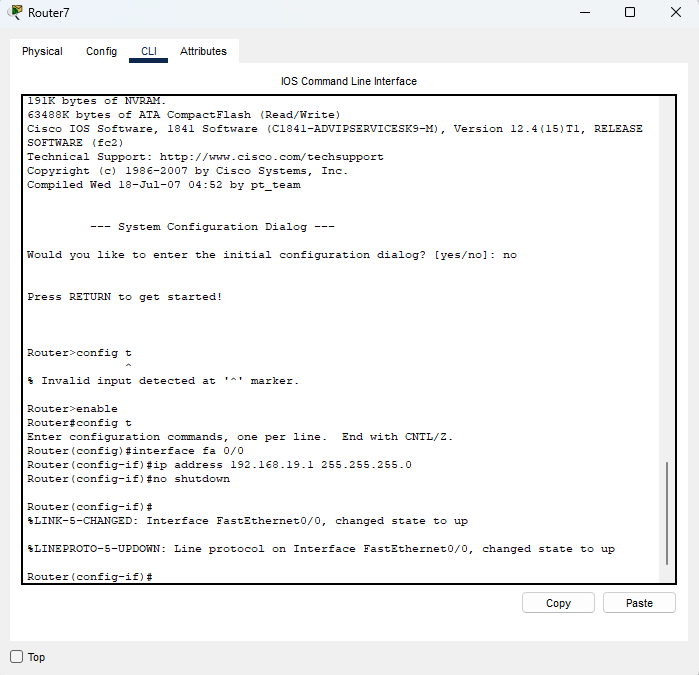 Router7
Physical Config CLI Attributes
IOS Command Line Interface
191K bytes of NVRAM.
63488K bytes of ATA CompactFlash (Read/Write)
Cisco IOS Software, 1841 Software (C1841-ADVIPSERVICESK9-M), Version 12.4(15)T1, RELEASE
SOFTWARE (fc2)
Technical Support: http://www.cisco.com/techsupport
Copyright (c) 1986-2007 by Cisco Systems, Inc.
Compiled Wed 18-Jul-07 04:52 by pt_team
--- System Configuration Dialog ---
Would you like to enter the initial configuration dialog? [yes/no]: no
Press RETURN to get started!
Router>config t
^
% Invalid input detected at '^' marker.
Router>enable
Router#config t
Enter configuration commands, one per line.  End with CNTL/Z.
Router(config)#interface fa 0/0
Router(config-if)#ip address 192.168.19.1 255.255.255.0
Router(config-if)#no shutdown
Router(config-if)#
%LINK-5-CHANGED: Interface FastEthernet0/0, changed state to up
%LINEPROTO-5-UPDOWN: Line protocol on Interface FastEthernet0/0, changed state to up
Router(config-if)#
Copy Paste
Top